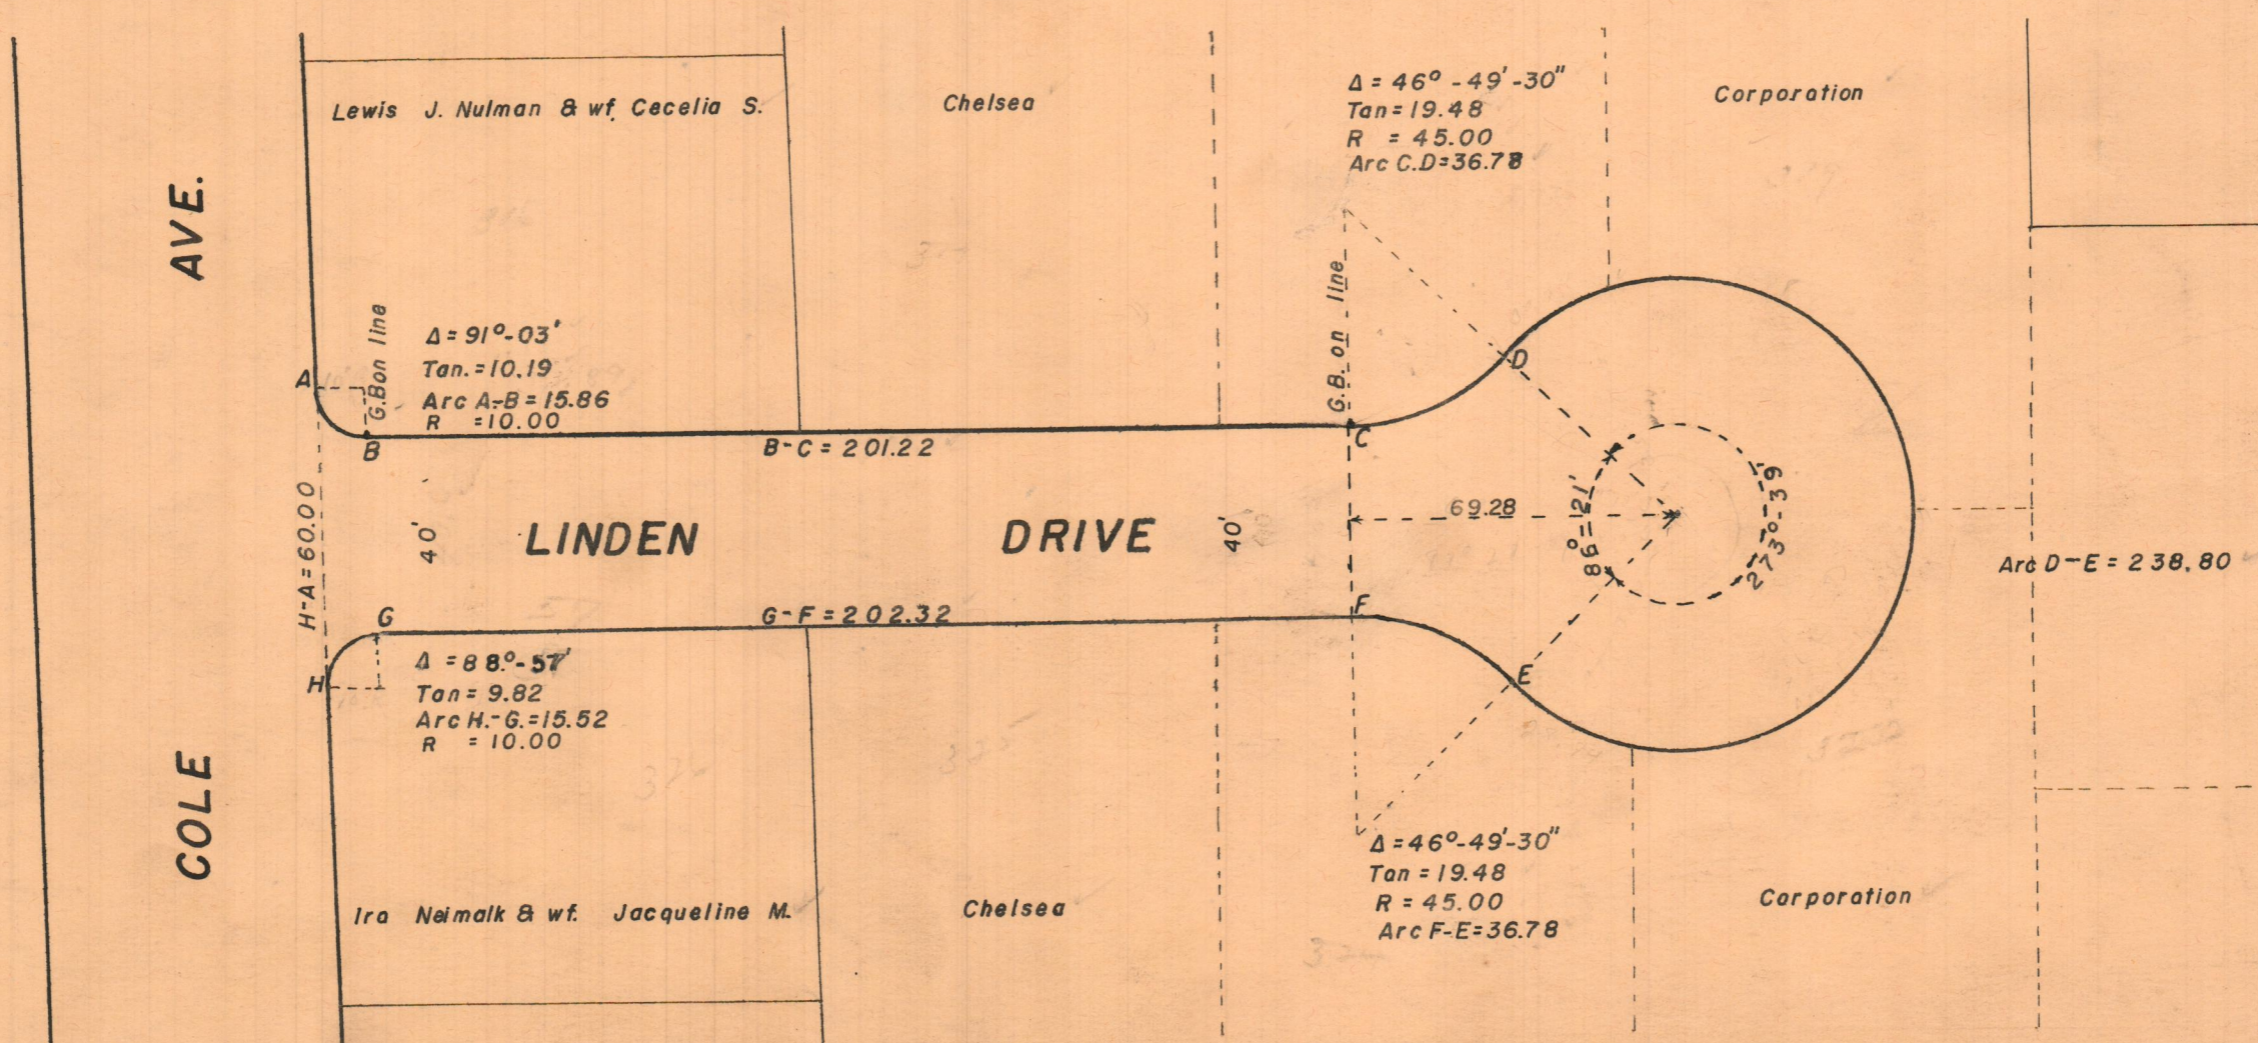 COLE AVE.
Lewis J. Nulman & wf. Cecelia S.
Chelsea
Δ = 46° - 49' - 30"
Tan = 19.48
R = 45.00
Arc C.D = 36.78
Corporation
A
G.B on line
Δ = 91° - 03'
Tan. = 10.19
Arc A-B = 15.86
R = 10.00
B
B-C = 201.22
G.B. on line
C
D
H-A = 60.00
40'
LINDEN DRIVE
40'
69.28
86° = 21'
273° - 39'
Arc D-E = 238.80
G
G-F = 202.32
F
E
H
Δ = 88° - 57'
Tan = 9.82
Arc H.-G. = 15.52
R = 10.00
Δ = 46° - 49' - 30"
Tan = 19.48
R = 45.00
Arc F-E = 36.78
Ira Neimalk & wf. Jacqueline M.
Chelsea
Corporation